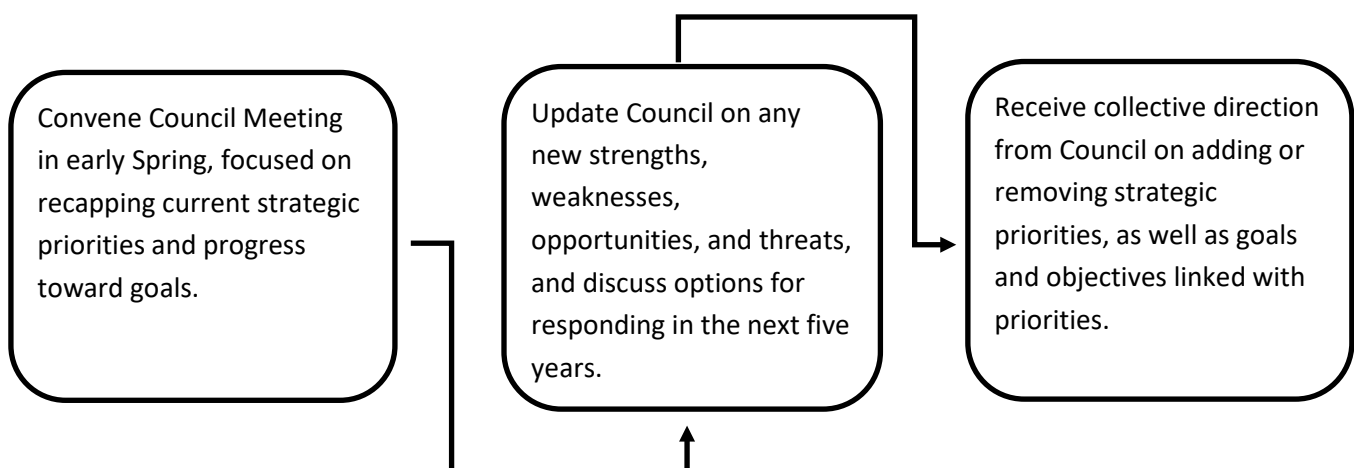 Convene Council Meeting
in early Spring, focused on
recapping current strategic
priorities and progress
toward goals.
Update Council on any
new strengths,
weaknesses,
opportunities, and threats,
and discuss options for
responding in the next five
years.
Receive collective direction
from Council on adding or
removing strategic
priorities, as well as goals
and objectives linked with
priorities.